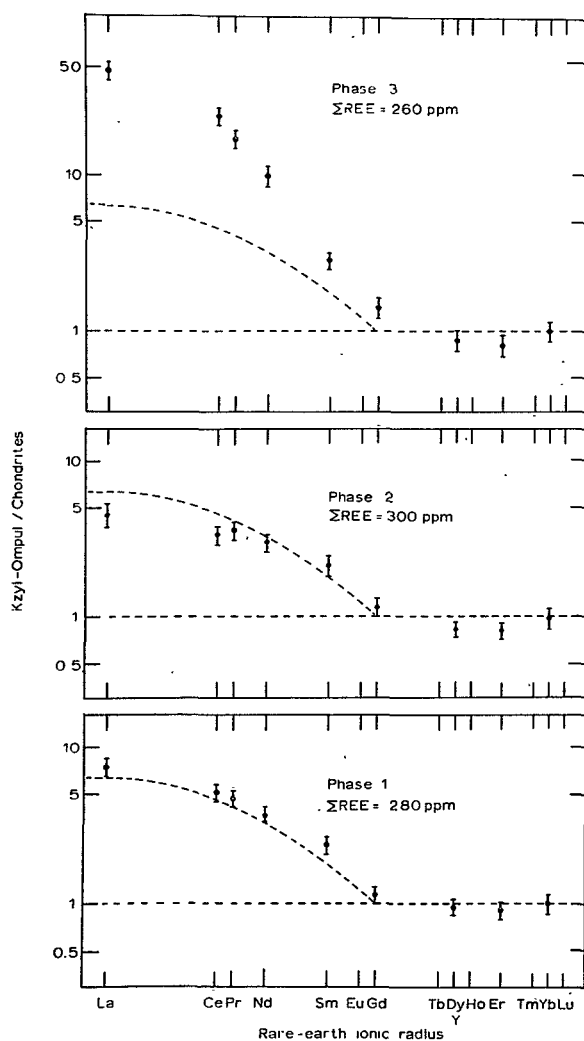 50
Phase 3
ΣREE = 260 ppm
10
5
1
0 5
10
Phase 2
ΣREE = 300 ppm
5
1
0 5
10
Phase 1
ΣREE = 280 ppm
5
1
0.5
Kzyl-Ompul / Chondrites
La Ce Pr Nd Sm Eu Gd Tb Dy Ho Er Tm Yb Lu
Y
Rare-earth ionic radius